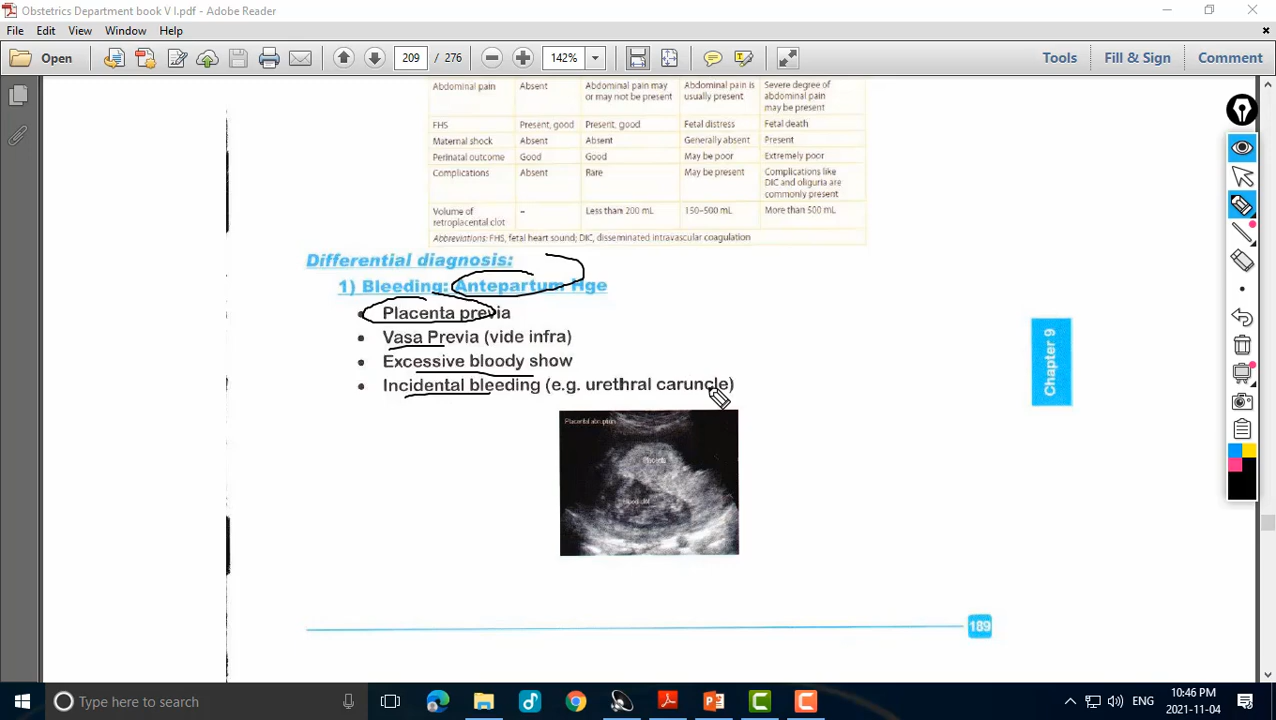 Obstetrics Department book V I.pdf - Adobe Reader
File Edit View Window Help
Open 209 / 276 142% Tools Fill & Sign Comment
Abdominal pain Absent Abdominal pain may or may not be present Abdominal pain is usually present Severe degree of abdominal pain may be present
FHS Present, good Present, good Fetal distress Fetal death
Maternal shock Absent Absent Generally absent Present
Perinatal outcome Good Good May be poor Extremely poor
Complications Absent Rare May be present Complications like DIC and oliguria are commonly present
Volume of retroplacental clot – Less than 200 mL 150–500 mL More than 500 mL
Abbreviations: FHS, fetal heart sound; DIC, disseminated intravascular coagulation
Differential diagnosis:
1) Bleeding: Antepartum Hge
• Placenta previa
• Vasa Previa (vide infra)
• Excessive bloody show
• Incidental bleeding (e.g. urethral caruncle)
Chapter 9
Placental abruption
Placenta
Blood clot
189
Type here to search
ENG
10:46 PM
2021-11-04